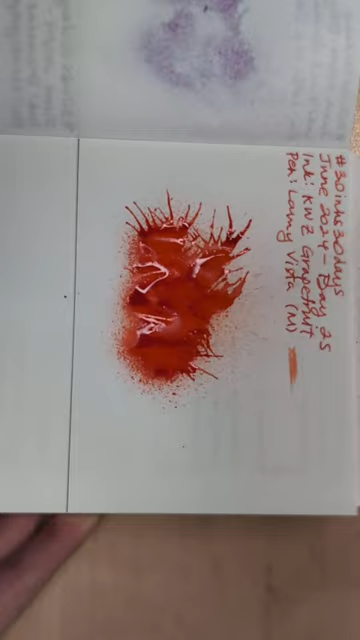 #30inks30days
June 2024 - Day 25
Ink: KWZ Grapefruit
Pen: Lamy Vista (M)